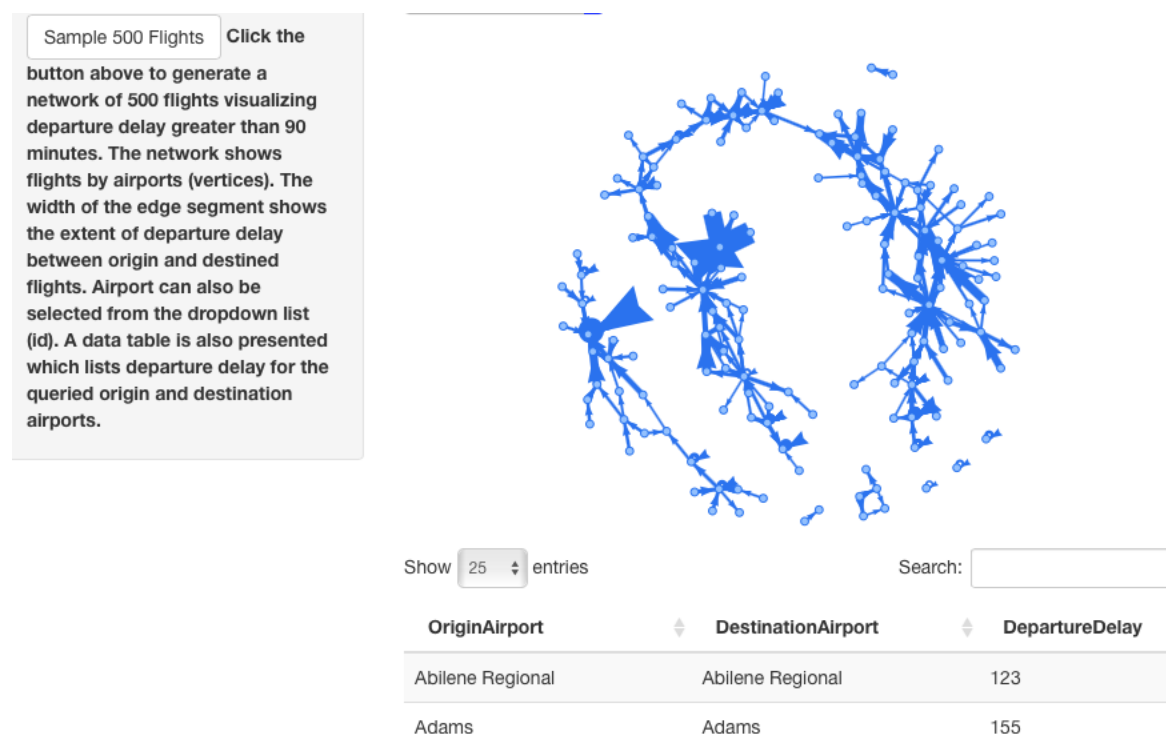 Sample 500 Flights Click the
button above to generate a
network of 500 flights visualizing
departure delay greater than 90
minutes. The network shows
flights by airports (vertices). The
width of the edge segment shows
the extent of departure delay
between origin and destined
flights. Airport can also be
selected from the dropdown list
(id). A data table is also presented
which lists departure delay for the
queried origin and destination
airports.
Show 25 entries Search:
OriginAirport DestinationAirport DepartureDelay
Abilene Regional Abilene Regional 123
Adams Adams 155